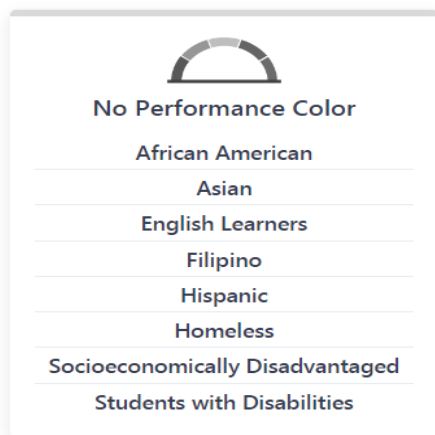 No Performance Color
African American
Asian
English Learners
Filipino
Hispanic
Homeless
Socioeconomically Disadvantaged
Students with Disabilities